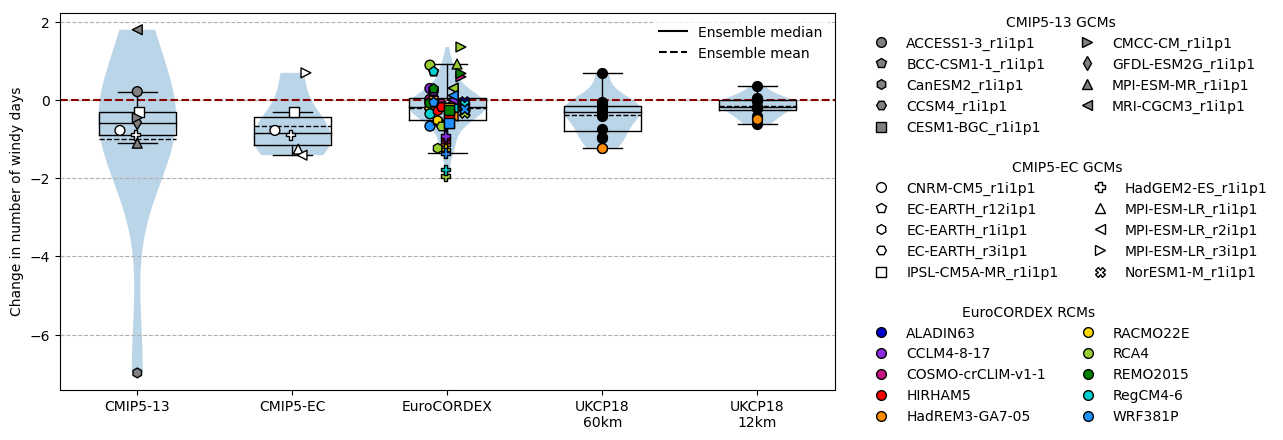 Change in number of windy days
2
0
−2
−4
−6
Ensemble median
Ensemble mean
CMIP5-13
CMIP5-EC
EuroCORDEX
UKCP18
60km
UKCP18
12km
CMIP5-13 GCMs
ACCESS1-3_r1i1p1
BCC-CSM1-1_r1i1p1
CanESM2_r1i1p1
CCSM4_r1i1p1
CESM1-BGC_r1i1p1
CMCC-CM_r1i1p1
GFDL-ESM2G_r1i1p1
MPI-ESM-MR_r1i1p1
MRI-CGCM3_r1i1p1
CMIP5-EC GCMs
CNRM-CM5_r1i1p1
EC-EARTH_r12i1p1
EC-EARTH_r1i1p1
EC-EARTH_r3i1p1
IPSL-CM5A-MR_r1i1p1
HadGEM2-ES_r1i1p1
MPI-ESM-LR_r1i1p1
MPI-ESM-LR_r2i1p1
MPI-ESM-LR_r3i1p1
NorESM1-M_r1i1p1
EuroCORDEX RCMs
ALADIN63
CCLM4-8-17
COSMO-crCLIM-v1-1
HIRHAM5
HadREM3-GA7-05
RACMO22E
RCA4
REMO2015
RegCM4-6
WRF381P